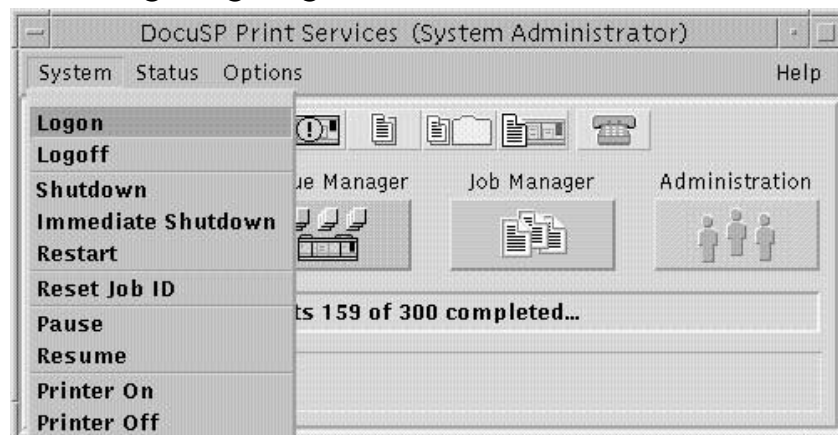 DocuSP Print Services (System Administrator)
System Status Options Help
Logon
Logoff
Shutdown
Immediate Shutdown
Restart
Reset Job ID
Pause
Resume
Printer On
Printer Off
ue Manager Job Manager Administration
ts 159 of 300 completed...